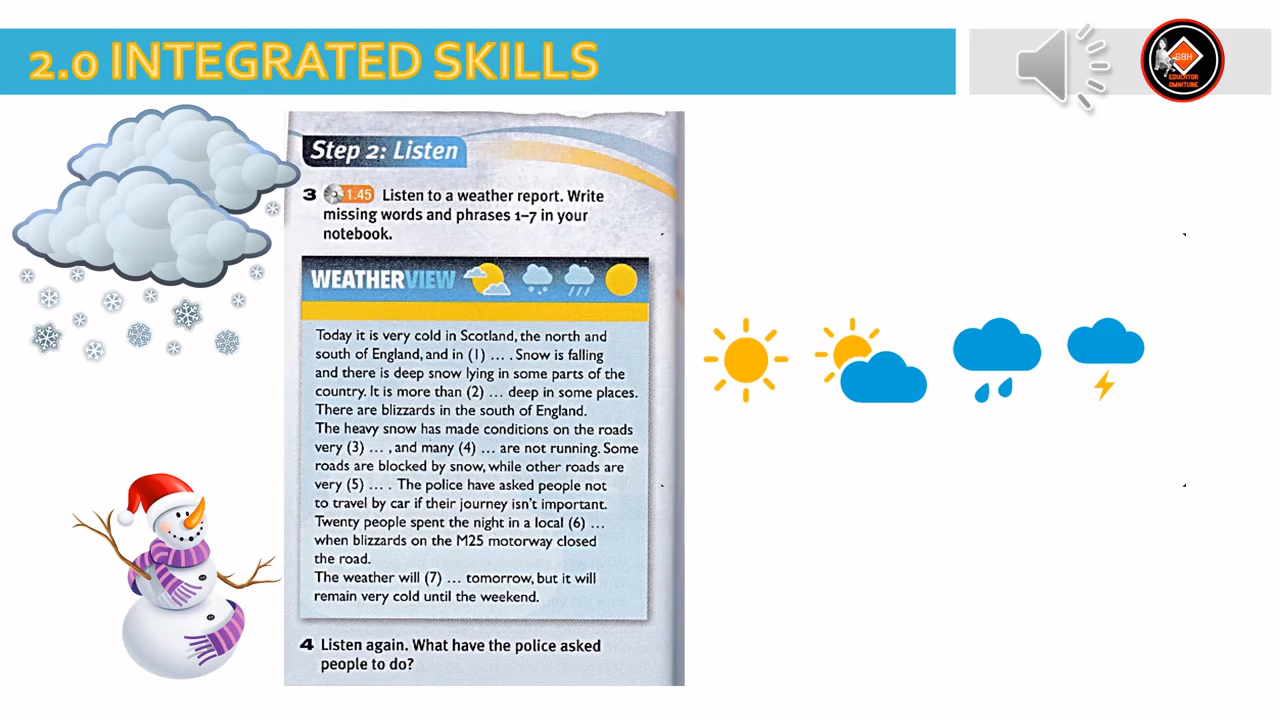 2.0 INTEGRATED SKILLS
GBH
EDUCATOR
OMNITUBE
Step 2: Listen
3 1.45 Listen to a weather report. Write
missing words and phrases 1–7 in your
notebook.
WEATHERVIEW
Today it is very cold in Scotland, the north and
south of England, and in (1) … . Snow is falling
and there is deep snow lying in some parts of the
country. It is more than (2) … deep in some places.
There are blizzards in the south of England.
The heavy snow has made conditions on the roads
very (3) … , and many (4) … are not running. Some
roads are blocked by snow, while other roads are
very (5) … . The police have asked people not
to travel by car if their journey isn't important.
Twenty people spent the night in a local (6) …
when blizzards on the M25 motorway closed
the road.
The weather will (7) … tomorrow, but it will
remain very cold until the weekend.
4 Listen again. What have the police asked
people to do?